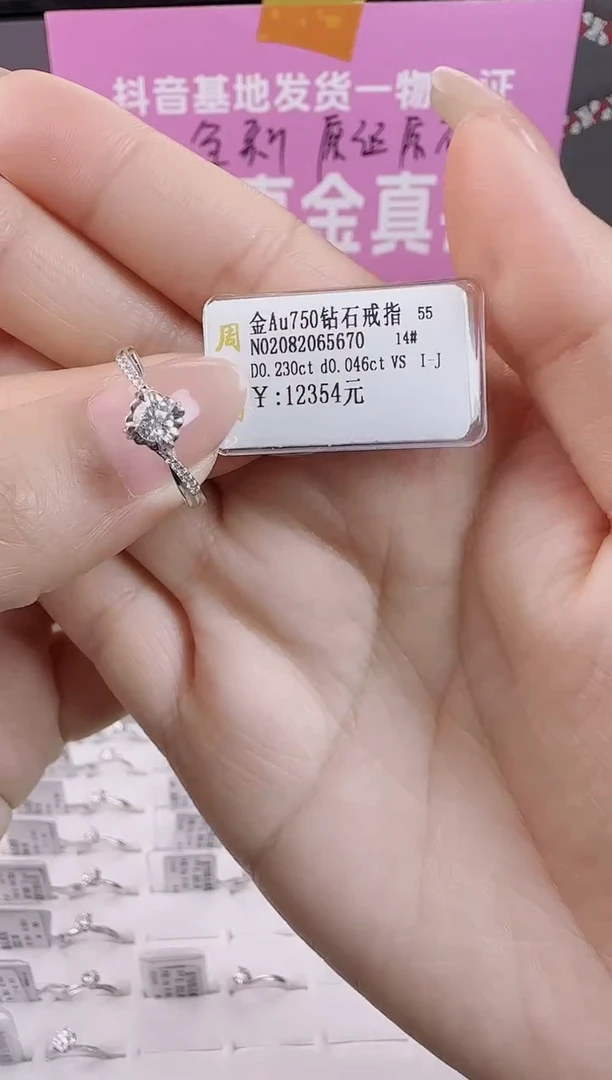 抖音基地发货一物 证
全新 原证原
真金真
周 金Au750钻石戒指 55
N02082065670 14#
D0.230ct d0.046ct VS I-J
¥:12354元